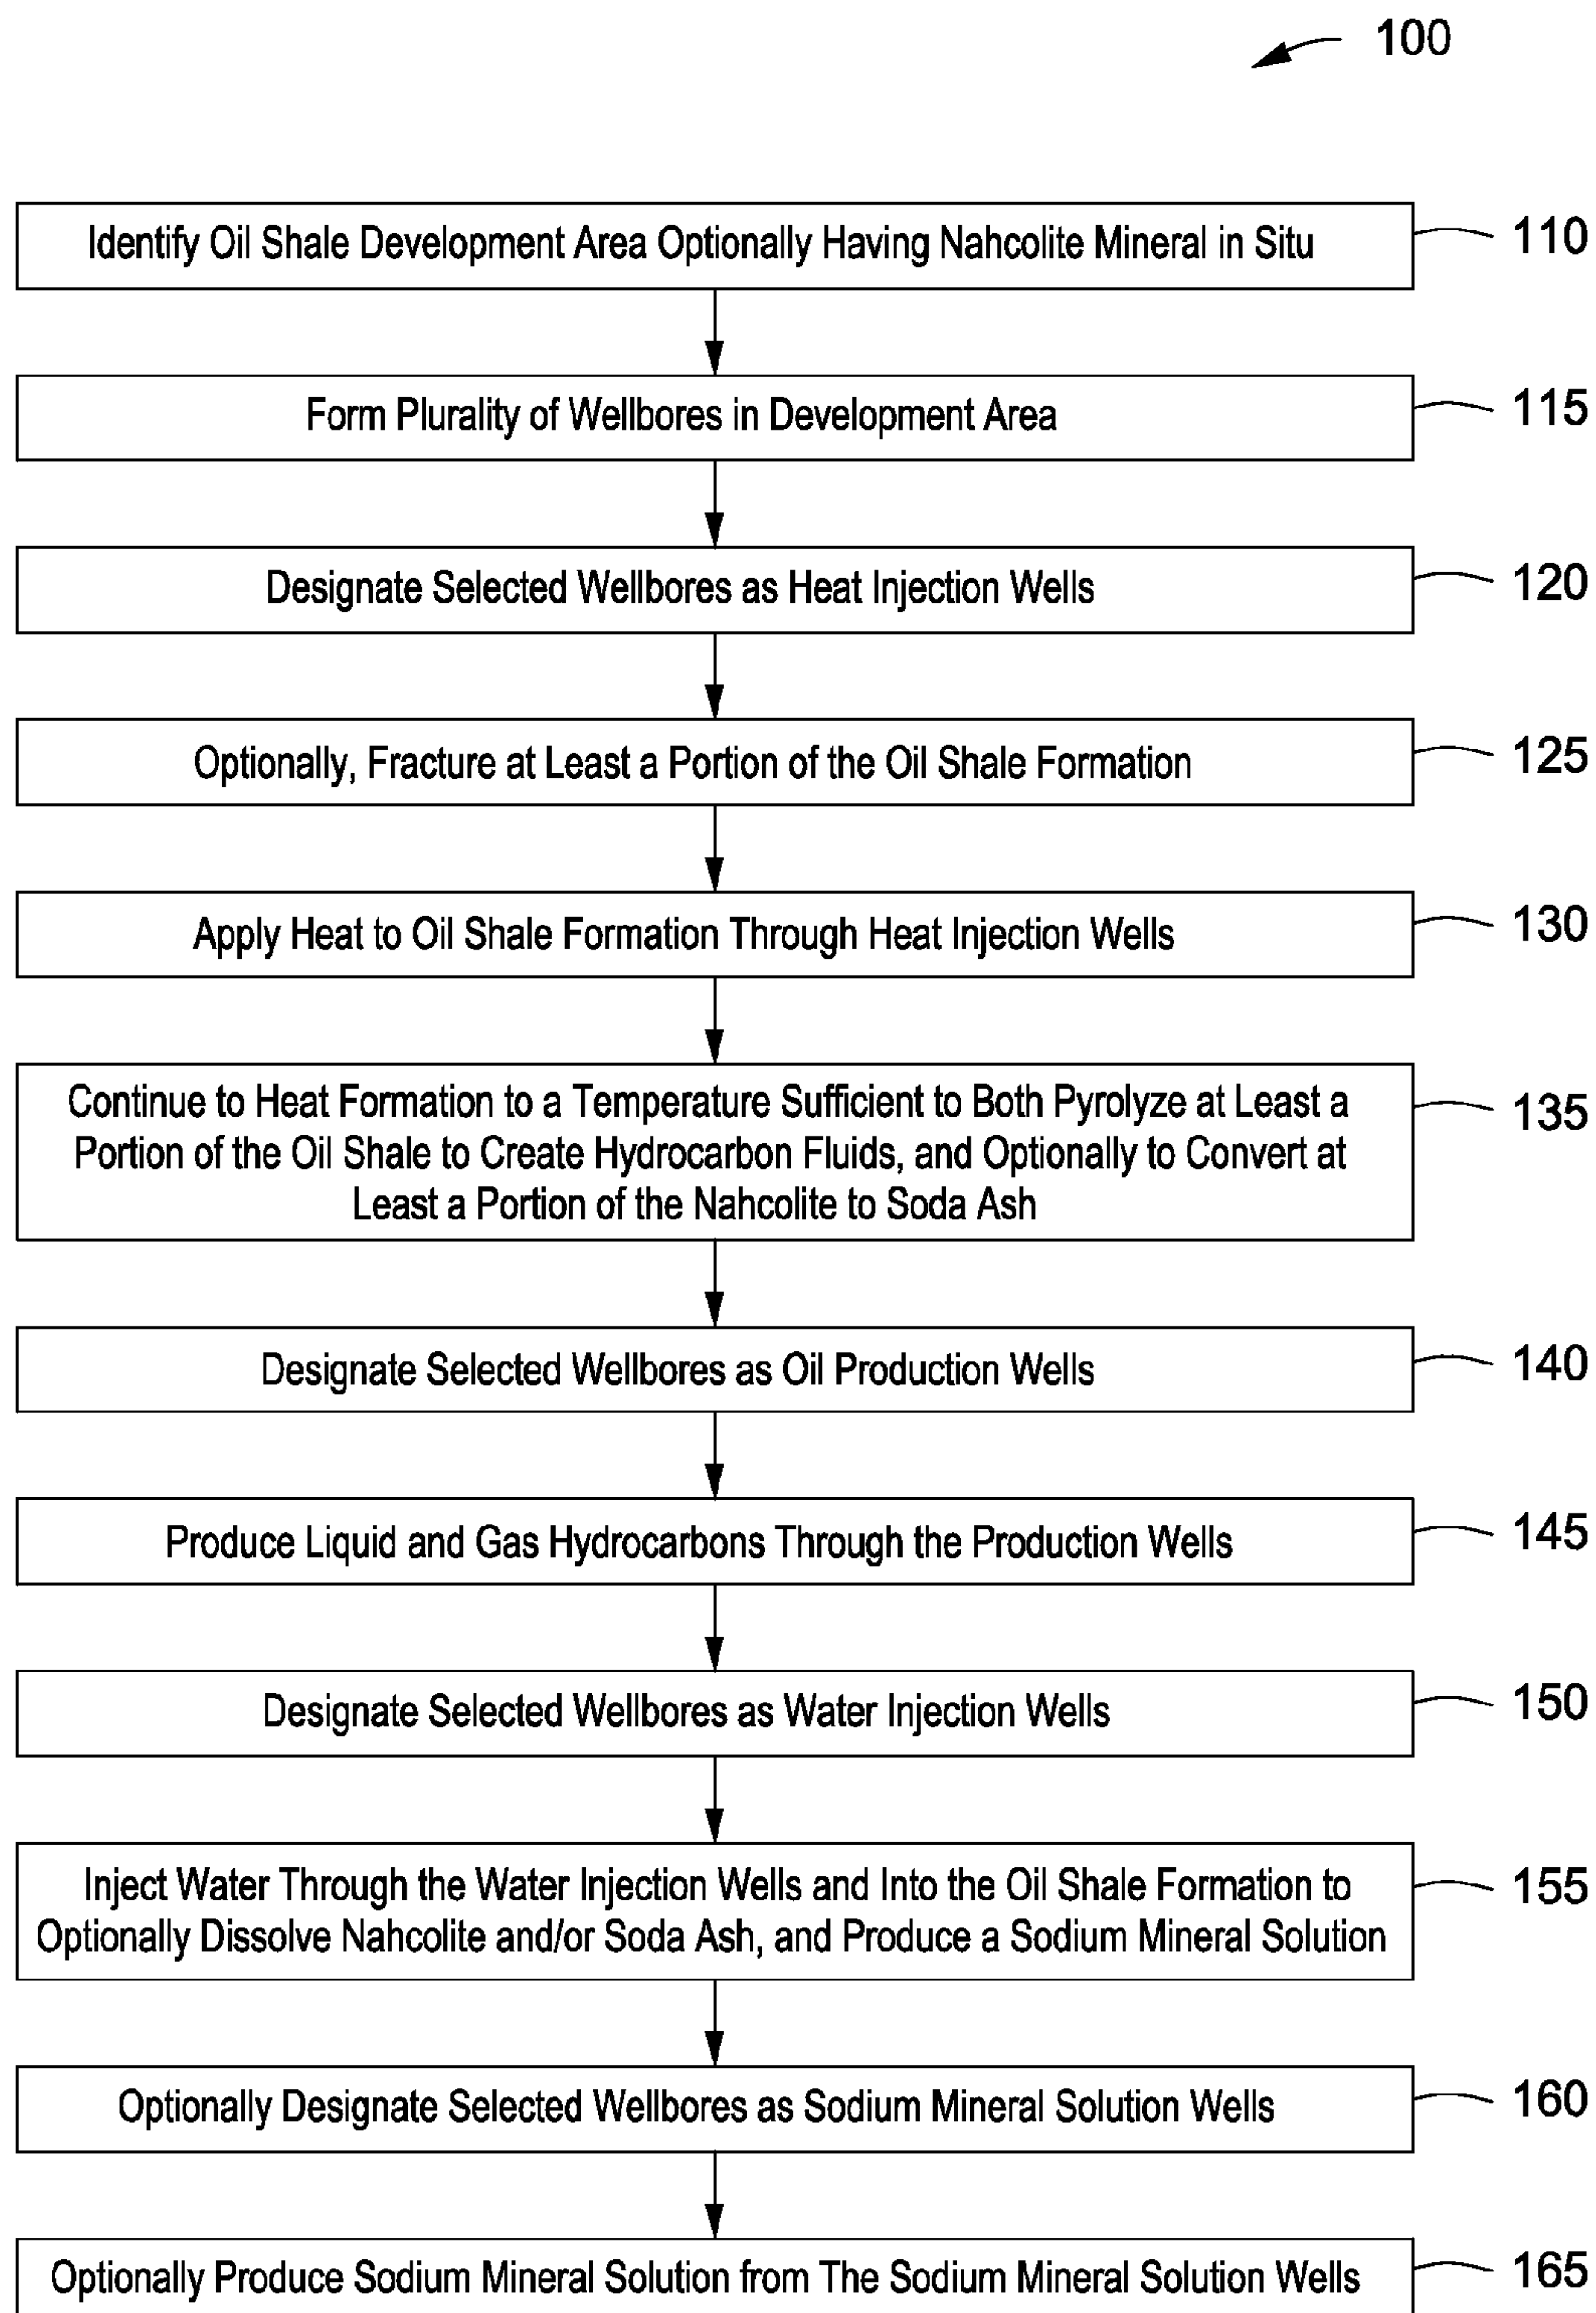 100
Identify Oil Shale Development Area Optionally Having Nahcolite Mineral in Situ
110
Form Plurality of Wellbores in Development Area
115
Designate Selected Wellbores as Heat Injection Wells
120
Optionally, Fracture at Least a Portion of the Oil Shale Formation
125
Apply Heat to Oil Shale Formation Through Heat Injection Wells
130
Continue to Heat Formation to a Temperature Sufficient to Both Pyrolyze at Least a
Portion of the Oil Shale to Create Hydrocarbon Fluids, and Optionally to Convert at
Least a Portion of the Nahcolite to Soda Ash
135
Designate Selected Wellbores as Oil Production Wells
140
Produce Liquid and Gas Hydrocarbons Through the Production Wells
145
Designate Selected Wellbores as Water Injection Wells
150
Inject Water Through the Water Injection Wells and Into the Oil Shale Formation to
Optionally Dissolve Nahcolite and/or Soda Ash, and Produce a Sodium Mineral Solution
155
Optionally Designate Selected Wellbores as Sodium Mineral Solution Wells
160
Optionally Produce Sodium Mineral Solution from The Sodium Mineral Solution Wells
165